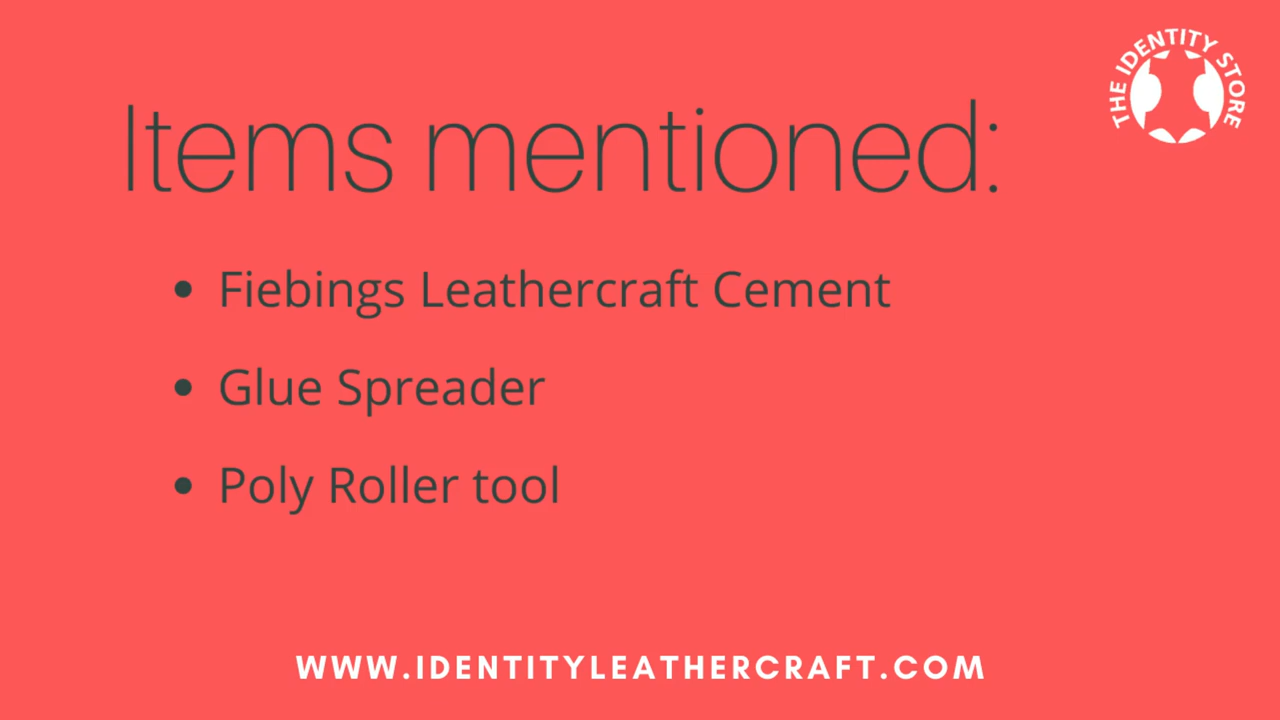 THE IDENTITY STORE
Items mentioned:
• Fiebings Leathercraft Cement
• Glue Spreader
• Poly Roller tool
WWW.IDENTITYLEATHERCRAFT.COM